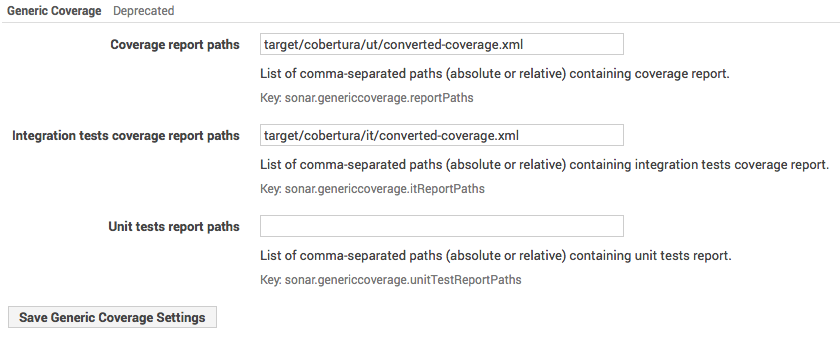 Generic Coverage Deprecated
Coverage report paths target/cobertura/ut/converted-coverage.xml
List of comma-separated paths (absolute or relative) containing coverage report.
Key: sonar.genericcoverage.reportPaths
Integration tests coverage report paths target/cobertura/it/converted-coverage.xml
List of comma-separated paths (absolute or relative) containing integration tests coverage report.
Key: sonar.genericcoverage.itReportPaths
Unit tests report paths
List of comma-separated paths (absolute or relative) containing unit tests report.
Key: sonar.genericcoverage.unitTestReportPaths
Save Generic Coverage Settings